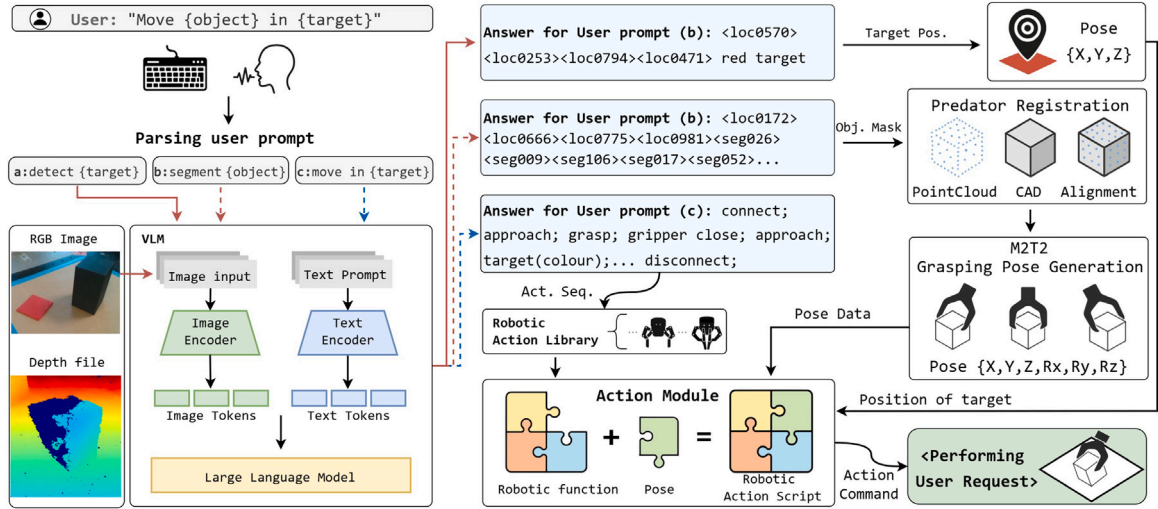 User: "Move {object} in {target}"
Parsing user prompt
a:detect {target}
b:segment {object}
c:move in {target}
RGB Image
Depth file
VLM
Image input
Text Prompt
Image
Encoder
Text
Encoder
Image Tokens
Text Tokens
Large Language Model
Answer for User prompt (b): <loc0570>
<loc0253><loc0794><loc0471> red target
Answer for User prompt (b): <loc0172>
<loc0666><loc0775><loc0981><seg026>
<seg009><seg106><seg017><seg052>...
Answer for User prompt (c): connect;
approach; grasp; gripper close; approach;
target(colour);... disconnect;
Act. Seq.
Robotic
Action Library
Target Pos.
Pose
{X,Y,Z}
Obj. Mask
Predator Registration
PointCloud
CAD
Alignment
M2T2
Grasping Pose Generation
Pose {X,Y,Z,Rx,Ry,Rz}
Pose Data
Position of target
Action Module
+
=
Robotic function
Pose
Robotic
Action Script
Action
Command
<Performing
User Request>